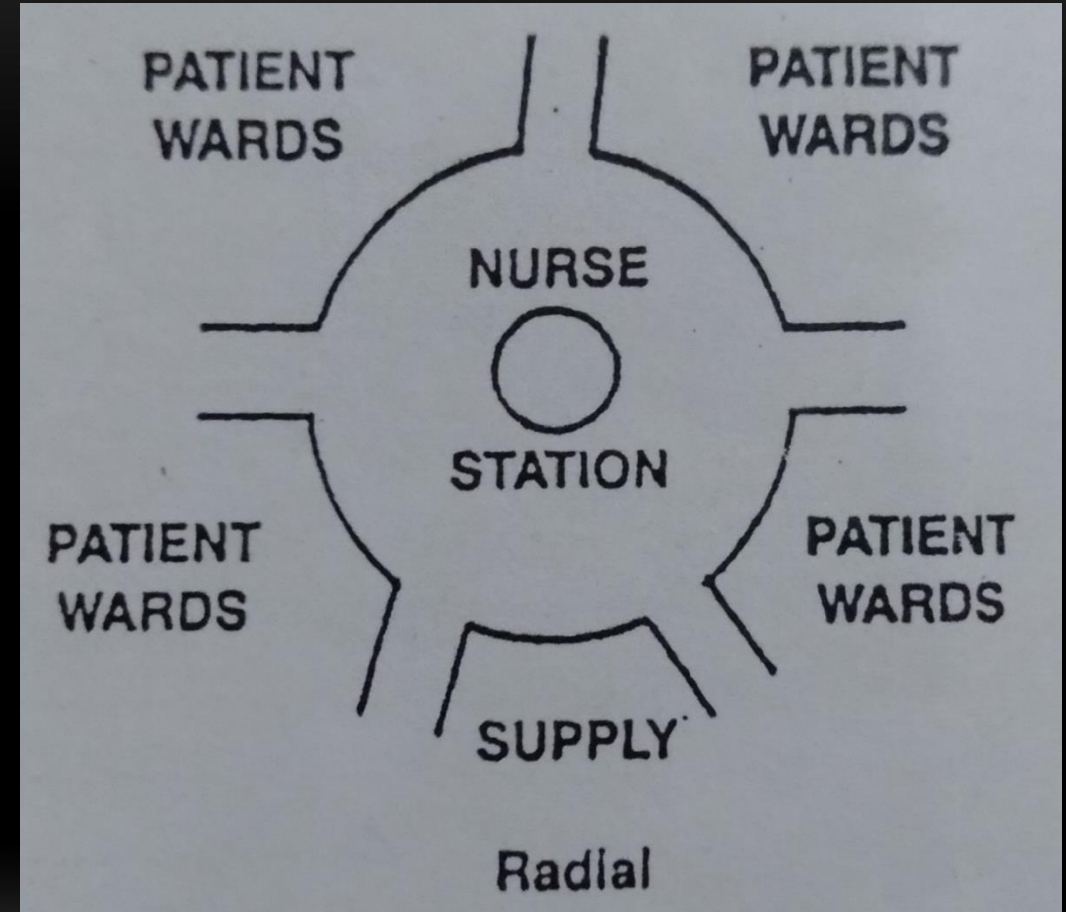 PATIENT
WARDS
PATIENT
WARDS
NURSE
STATION
PATIENT
WARDS
PATIENT
WARDS
SUPPLY
Radial